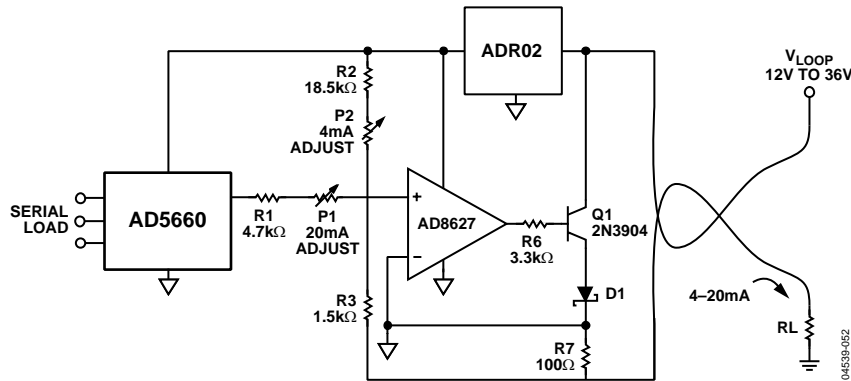 ADR02
V_LOOP
12V TO 36V
R2
18.5kΩ
P2
4mA
ADJUST
SERIAL
LOAD
AD5660
R1
4.7kΩ
P1
20mA
ADJUST
+
–
AD8627
R6
3.3kΩ
Q1
2N3904
D1
4–20mA
RL
R3
1.5kΩ
R7
100Ω
04539-052